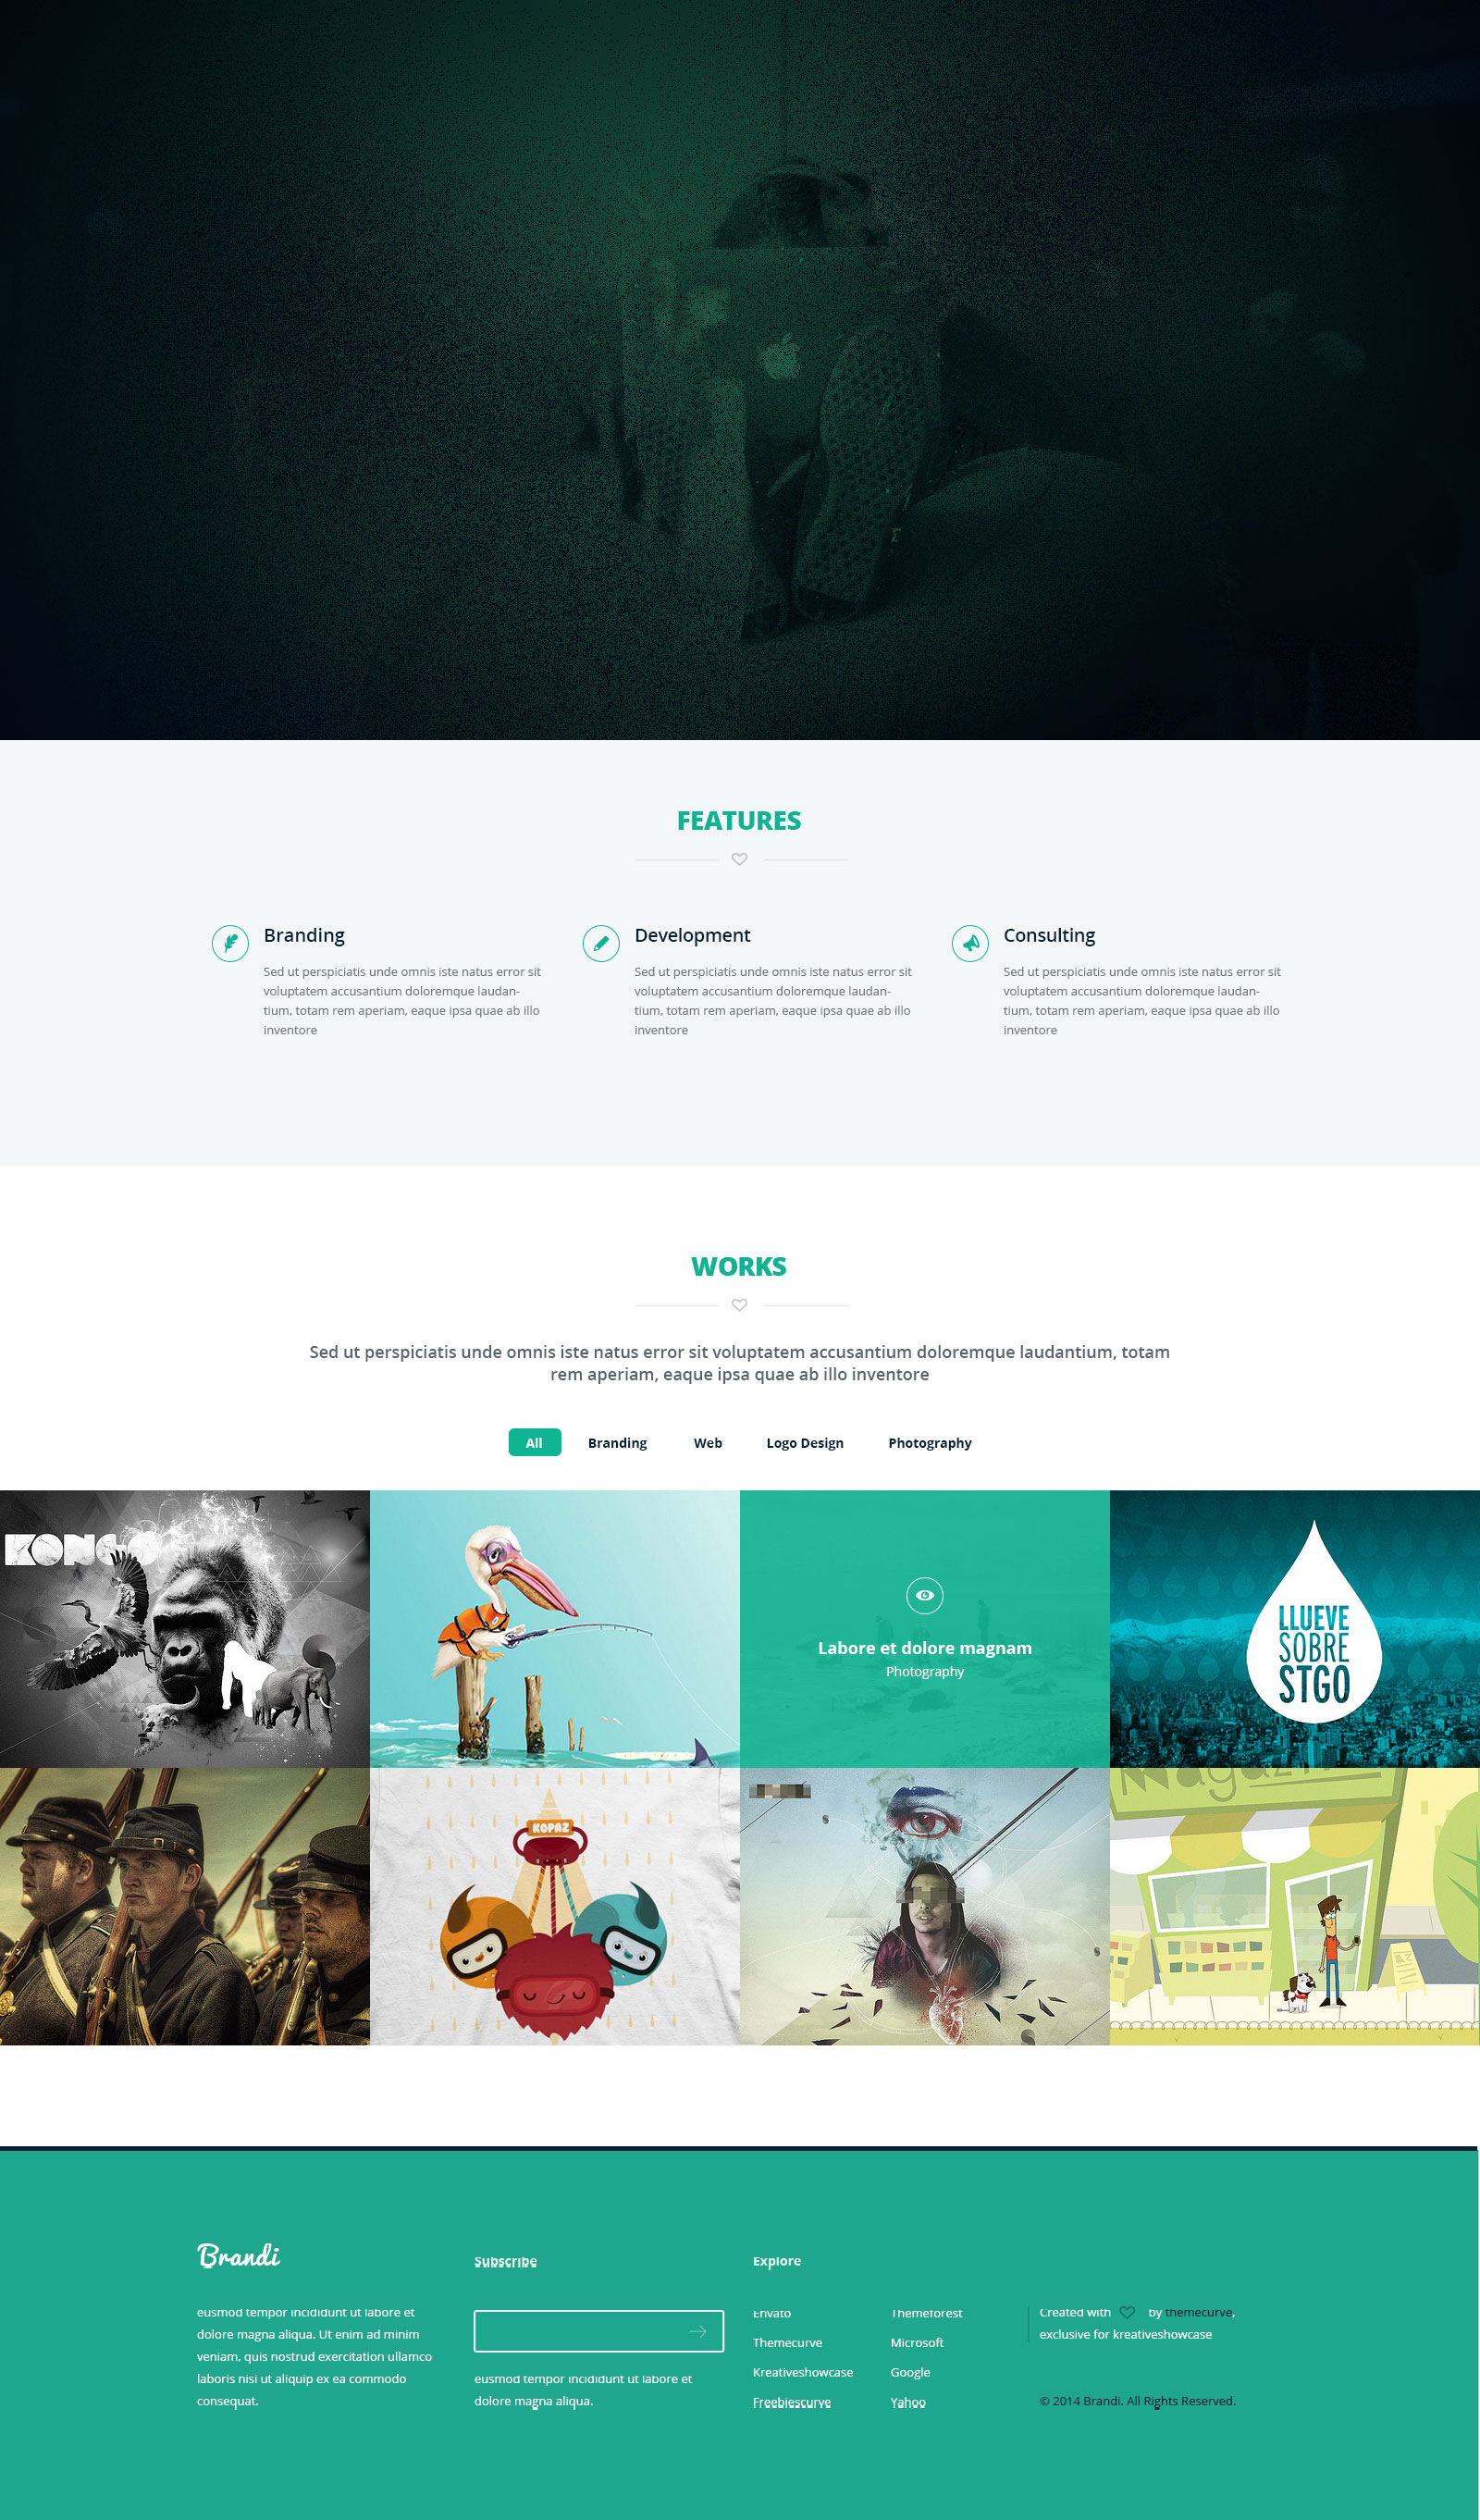 FEATURES
Branding
Sed ut perspiciatis unde omnis iste natus error sit
voluptatem accusantium doloremque laudan-
tium, totam rem aperiam, eaque ipsa quae ab illo
inventore
Development
Sed ut perspiciatis unde omnis iste natus error sit
voluptatem accusantium doloremque laudan-
tium, totam rem aperiam, eaque ipsa quae ab illo
inventore
Consulting
Sed ut perspiciatis unde omnis iste natus error sit
voluptatem accusantium doloremque laudan-
tium, totam rem aperiam, eaque ipsa quae ab illo
inventore
WORKS
Sed ut perspiciatis unde omnis iste natus error sit voluptatem accusantium doloremque laudantium, totam
rem aperiam, eaque ipsa quae ab illo inventore
All Branding Web Logo Design Photography
KONGO
Labore et dolore magnam
Photography
LLUEVE
SOBRE
STGO
KOPAZ
Magazin
Brandi
eusmod tempor incididunt ut labore et
dolore magna aliqua. Ut enim ad minim
veniam, quis nostrud exercitation ullamco
laboris nisi ut aliquip ex ea commodo
consequat.
Subscribe
eusmod tempor incididunt ut labore et
dolore magna aliqua.
Explore
Envato
Themecurve
Kreativeshowcase
Freebiescurve
Themeforest
Microsoft
Google
Yahoo
Created with by themecurve,
exclusive for kreativeshowcase
© 2014 Brandi. All Rights Reserved.